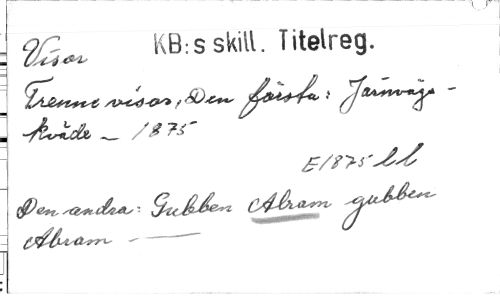 KB:s skill. Titelreg.
Visor
Trenne visor, Den första: Järnvägs-
kväde - 1875
E1875 ll
Den andra: Gubben Abram gubben
Abram -